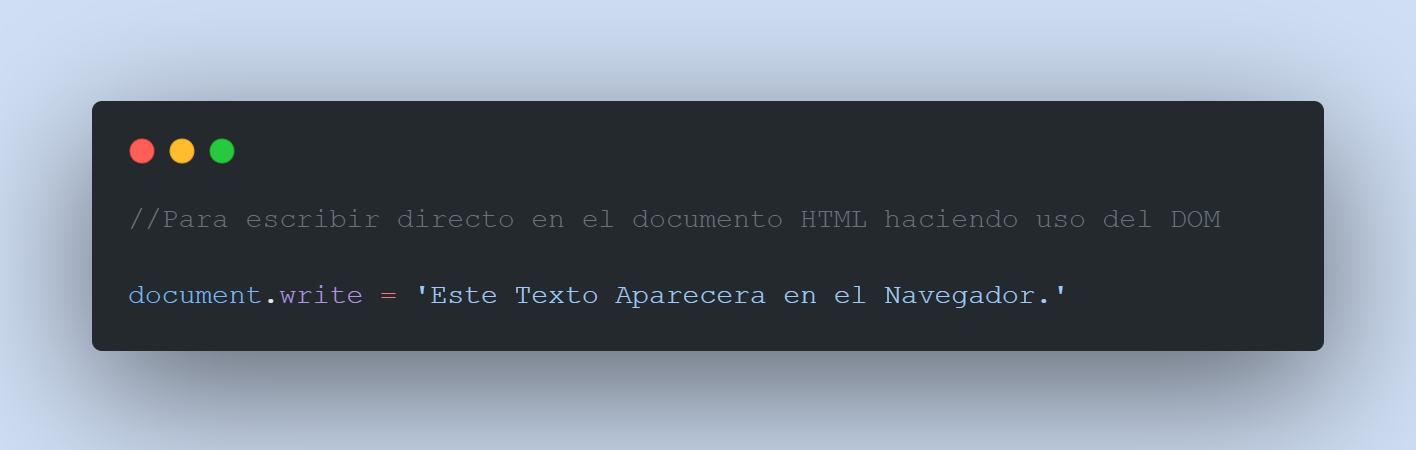 //Para escribir directo en el documento HTML haciendo uso del DOM
document.write = 'Este Texto Aparecera en el Navegador.'